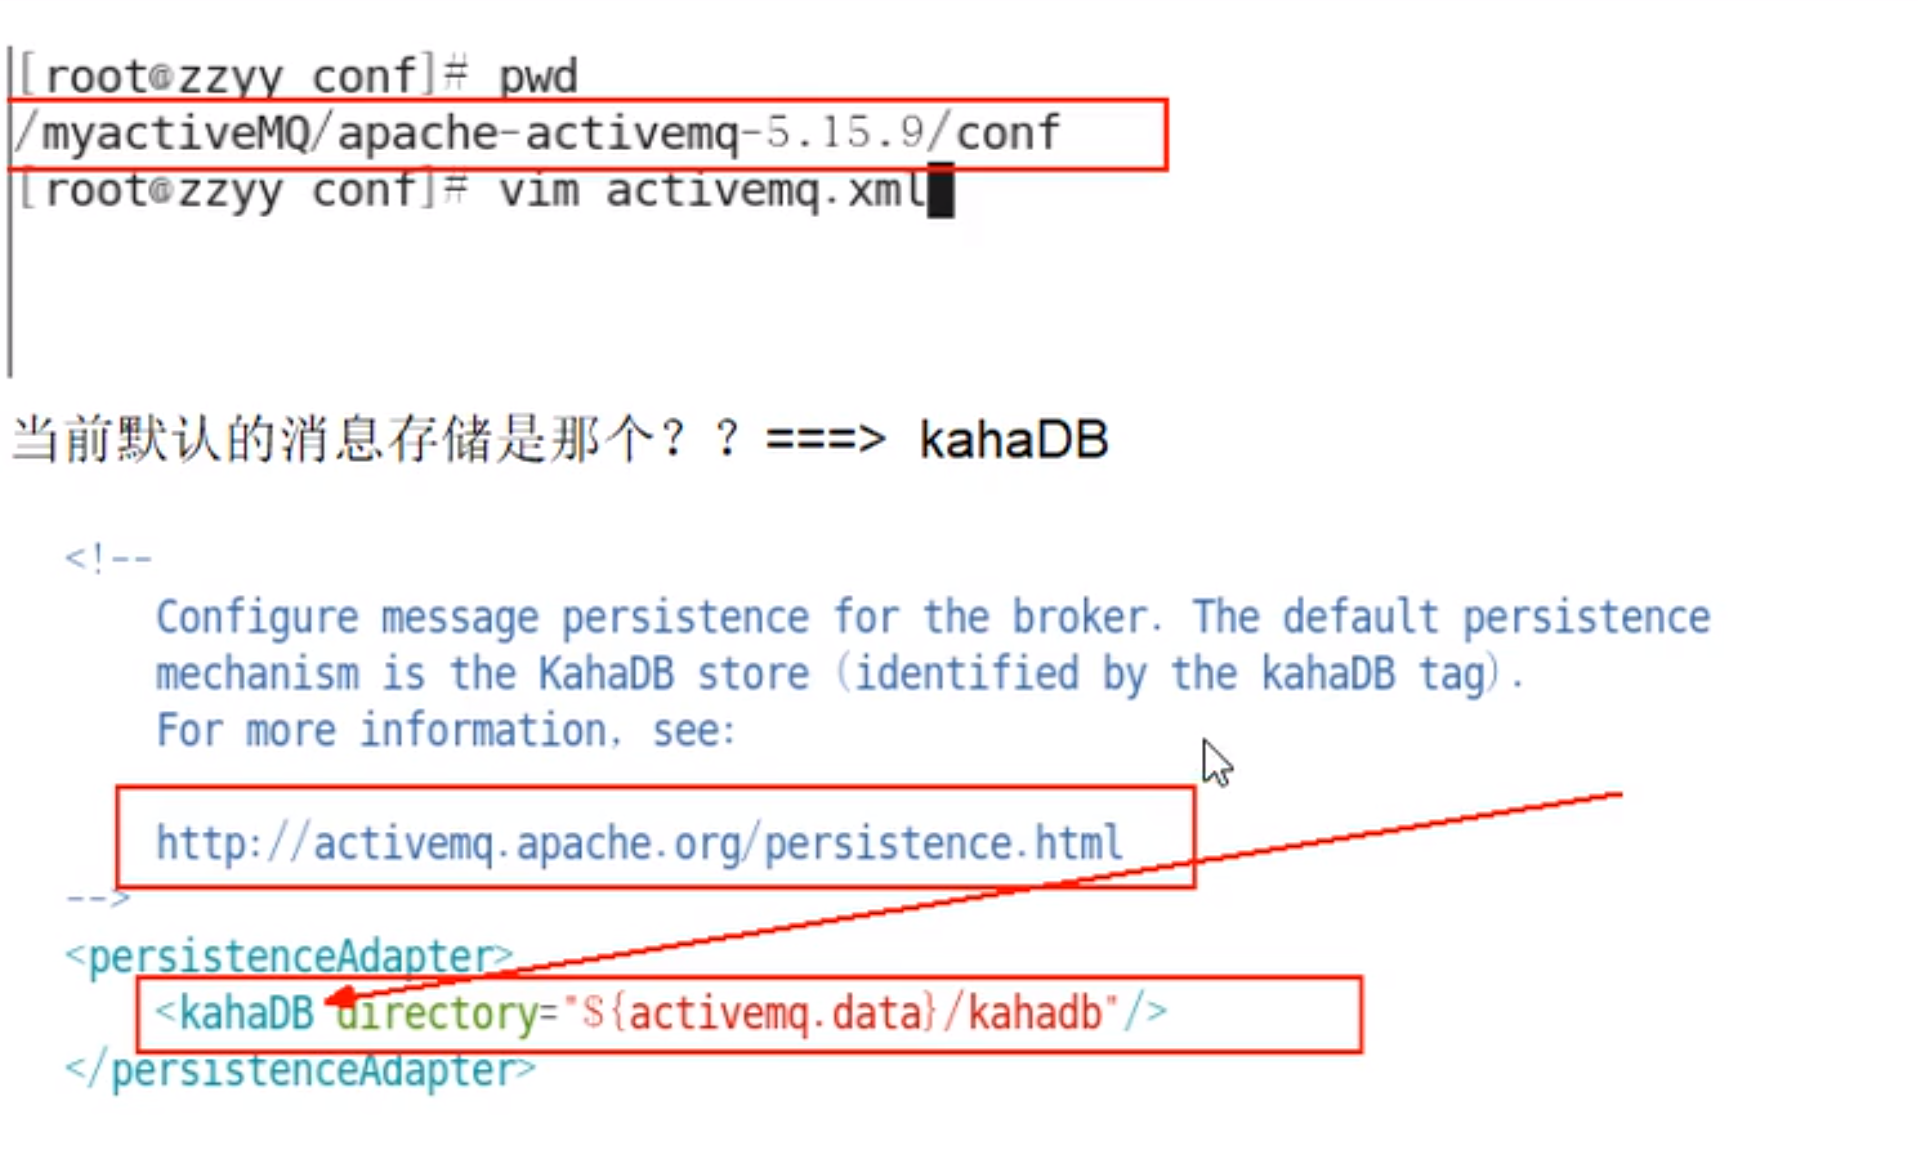 [root@zzyy conf]# pwd
/myactiveMQ/apache-activemq-5.15.9/conf
[root@zzyy conf]# vim activemq.xml
当前默认的消息存储是那个？？===> kahaDB
<!--
Configure message persistence for the broker. The default persistence
mechanism is the KahaDB store (identified by the kahaDB tag).
For more information, see:
http://activemq.apache.org/persistence.html
-->
<persistenceAdapter>
<kahaDB directory="${activemq.data}/kahadb"/>
</persistenceAdapter>